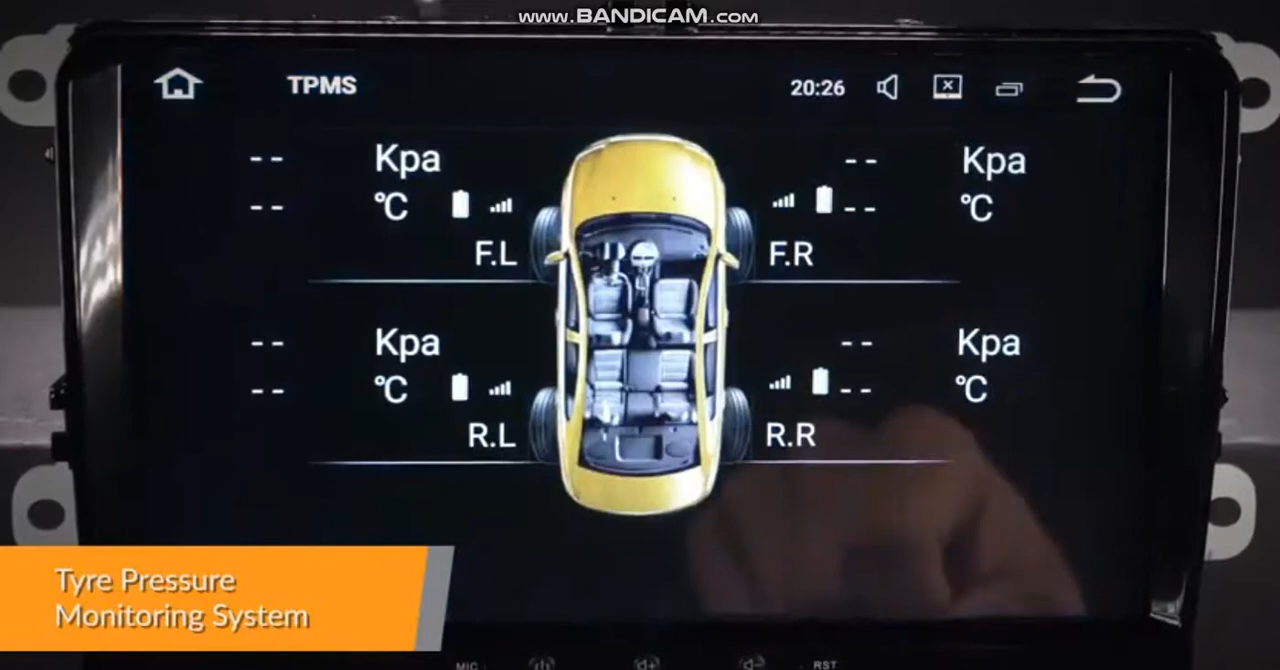 www.BANDICAM.com
TPMS
20:26
-- Kpa
-- °C
F.L
-- Kpa
-- °C
F.R
-- Kpa
-- °C
R.L
-- Kpa
-- °C
R.R
Tyre Pressure
Monitoring System
MIC
RST